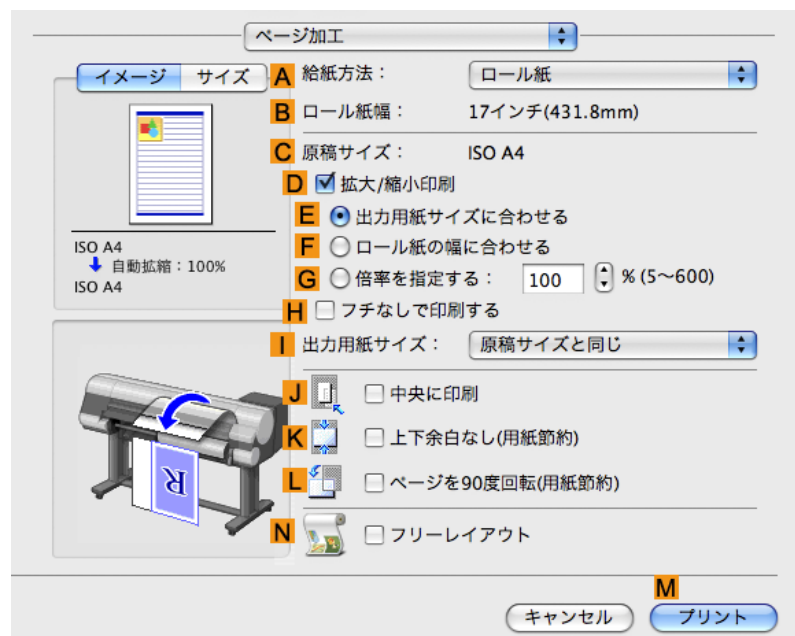 ページ加工
イメージ サイズ
A 給紙方法： ロール紙
B ロール紙幅： 17インチ(431.8mm)
C 原稿サイズ： ISO A4
D 拡大/縮小印刷
E 出力用紙サイズに合わせる
F ロール紙の幅に合わせる
G 倍率を指定する： 100 % (5～600)
H フチなしで印刷する
I 出力用紙サイズ： 原稿サイズと同じ
ISO A4
自動拡縮：100%
ISO A4
J 中央に印刷
K 上下余白なし(用紙節約)
L ページを90度回転(用紙節約)
N フリーレイアウト
R
M
キャンセル プリント